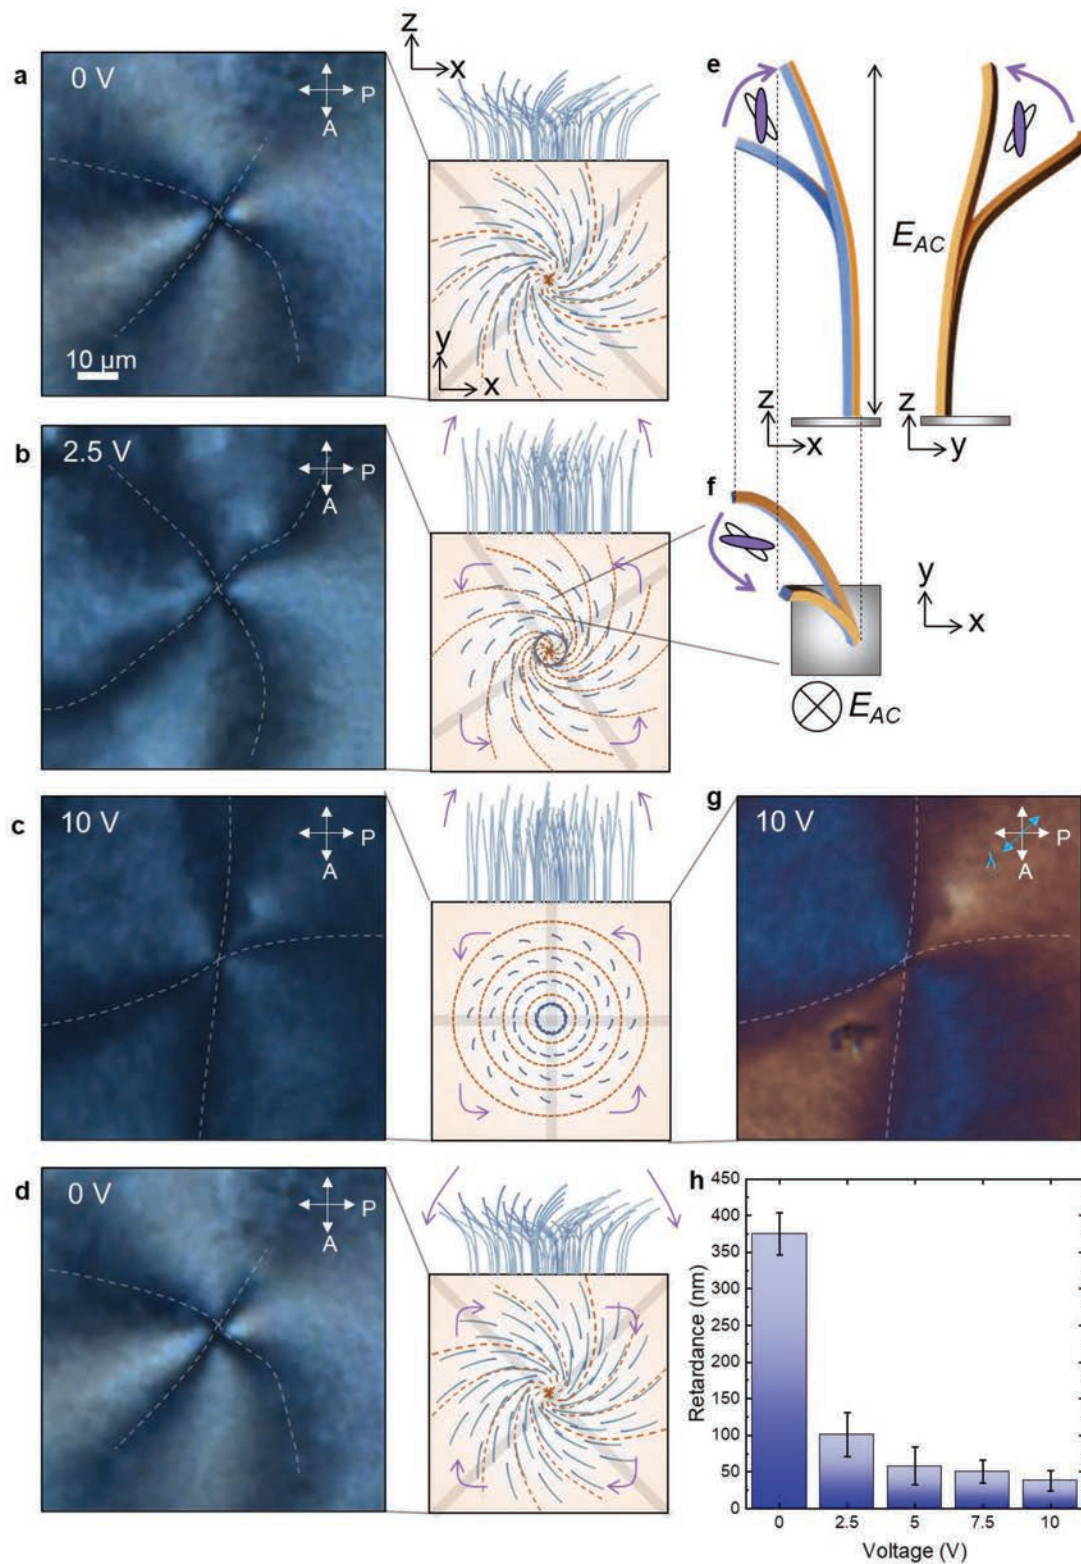 a
0 V
P
A
10 µm
z
x
y
x
b
2.5 V
P
A
c
10 V
P
A
d
0 V
P
A
e
E_AC
z
x
z
y
f
y
x
E_AC
g
10 V
λ
P
A
h
Retardance (nm)
450
400
350
300
250
200
150
100
50
0
0 2.5 5 7.5 10
Voltage (V)